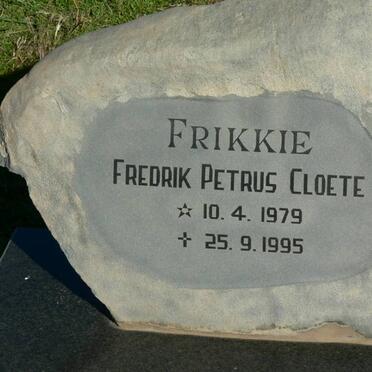 FRIKKIE
FREDRIK PETRUS CLOETE
☆ 10. 4. 1979
✝ 25. 9. 1995